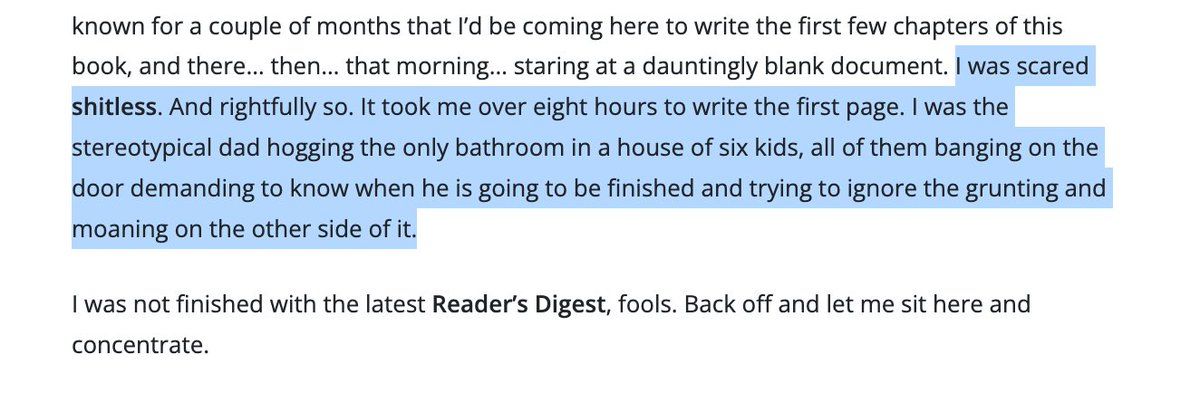 known for a couple of months that I’d be coming here to write the first few chapters of this
book, and there… then… that morning… staring at a dauntingly blank document. I was scared
shitless. And rightfully so. It took me over eight hours to write the first page. I was the
stereotypical dad hogging the only bathroom in a house of six kids, all of them banging on the
door demanding to know when he is going to be finished and trying to ignore the grunting and
moaning on the other side of it.
I was not finished with the latest Reader’s Digest, fools. Back off and let me sit here and
concentrate.